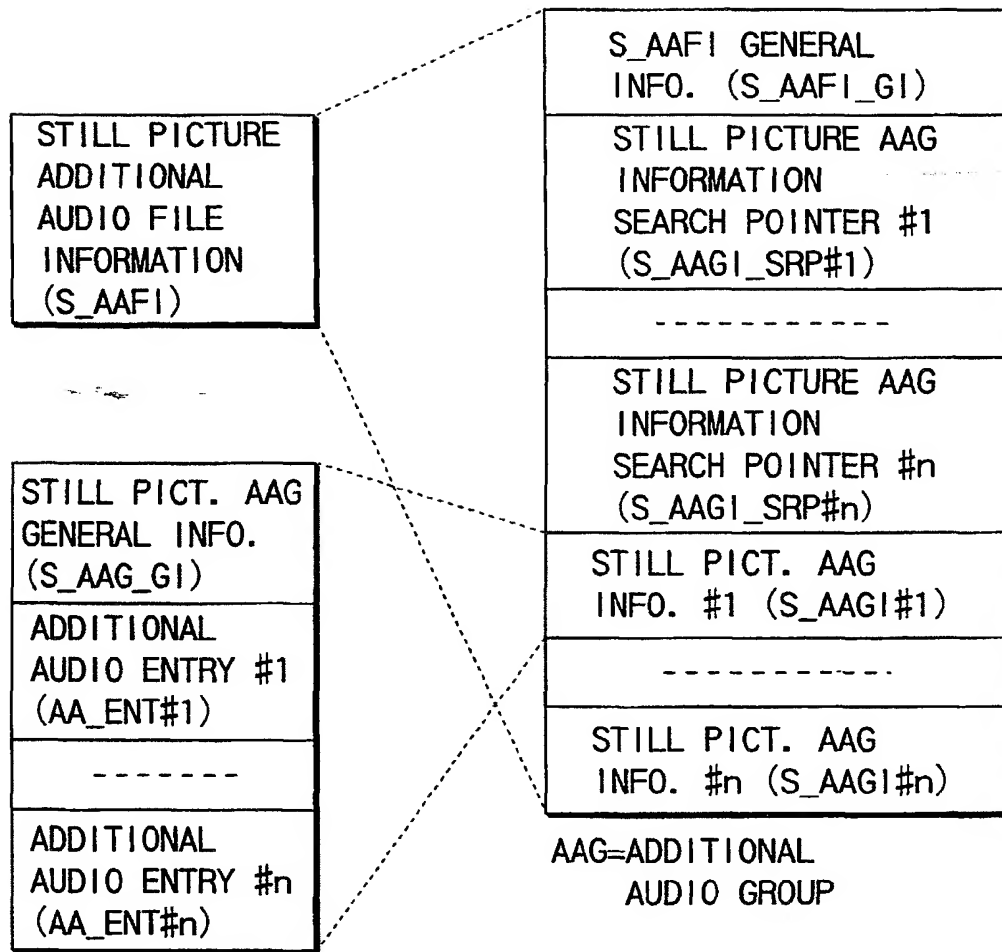 STILL PICTURE
ADDITIONAL
AUDIO FILE
INFORMATION
(S_AAFI)
STILL PICT. AAG
GENERAL INFO.
(S_AAG_GI)
ADDITIONAL
AUDIO ENTRY #1
(AA_ENT#1)
-------
ADDITIONAL
AUDIO ENTRY #n
(AA_ENT#n)
S_AAFI GENERAL
INFO. (S_AAFI_GI)
STILL PICTURE AAG
INFORMATION
SEARCH POINTER #1
(S_AAGI_SRP#1)
-----------
STILL PICTURE AAG
INFORMATION
SEARCH POINTER #n
(S_AAGI_SRP#n)
STILL PICT. AAG
INFO. #1 (S_AAGI#1)
-----------
STILL PICT. AAG
INFO. #n (S_AAGI#n)
AAG=ADDITIONAL
AUDIO GROUP